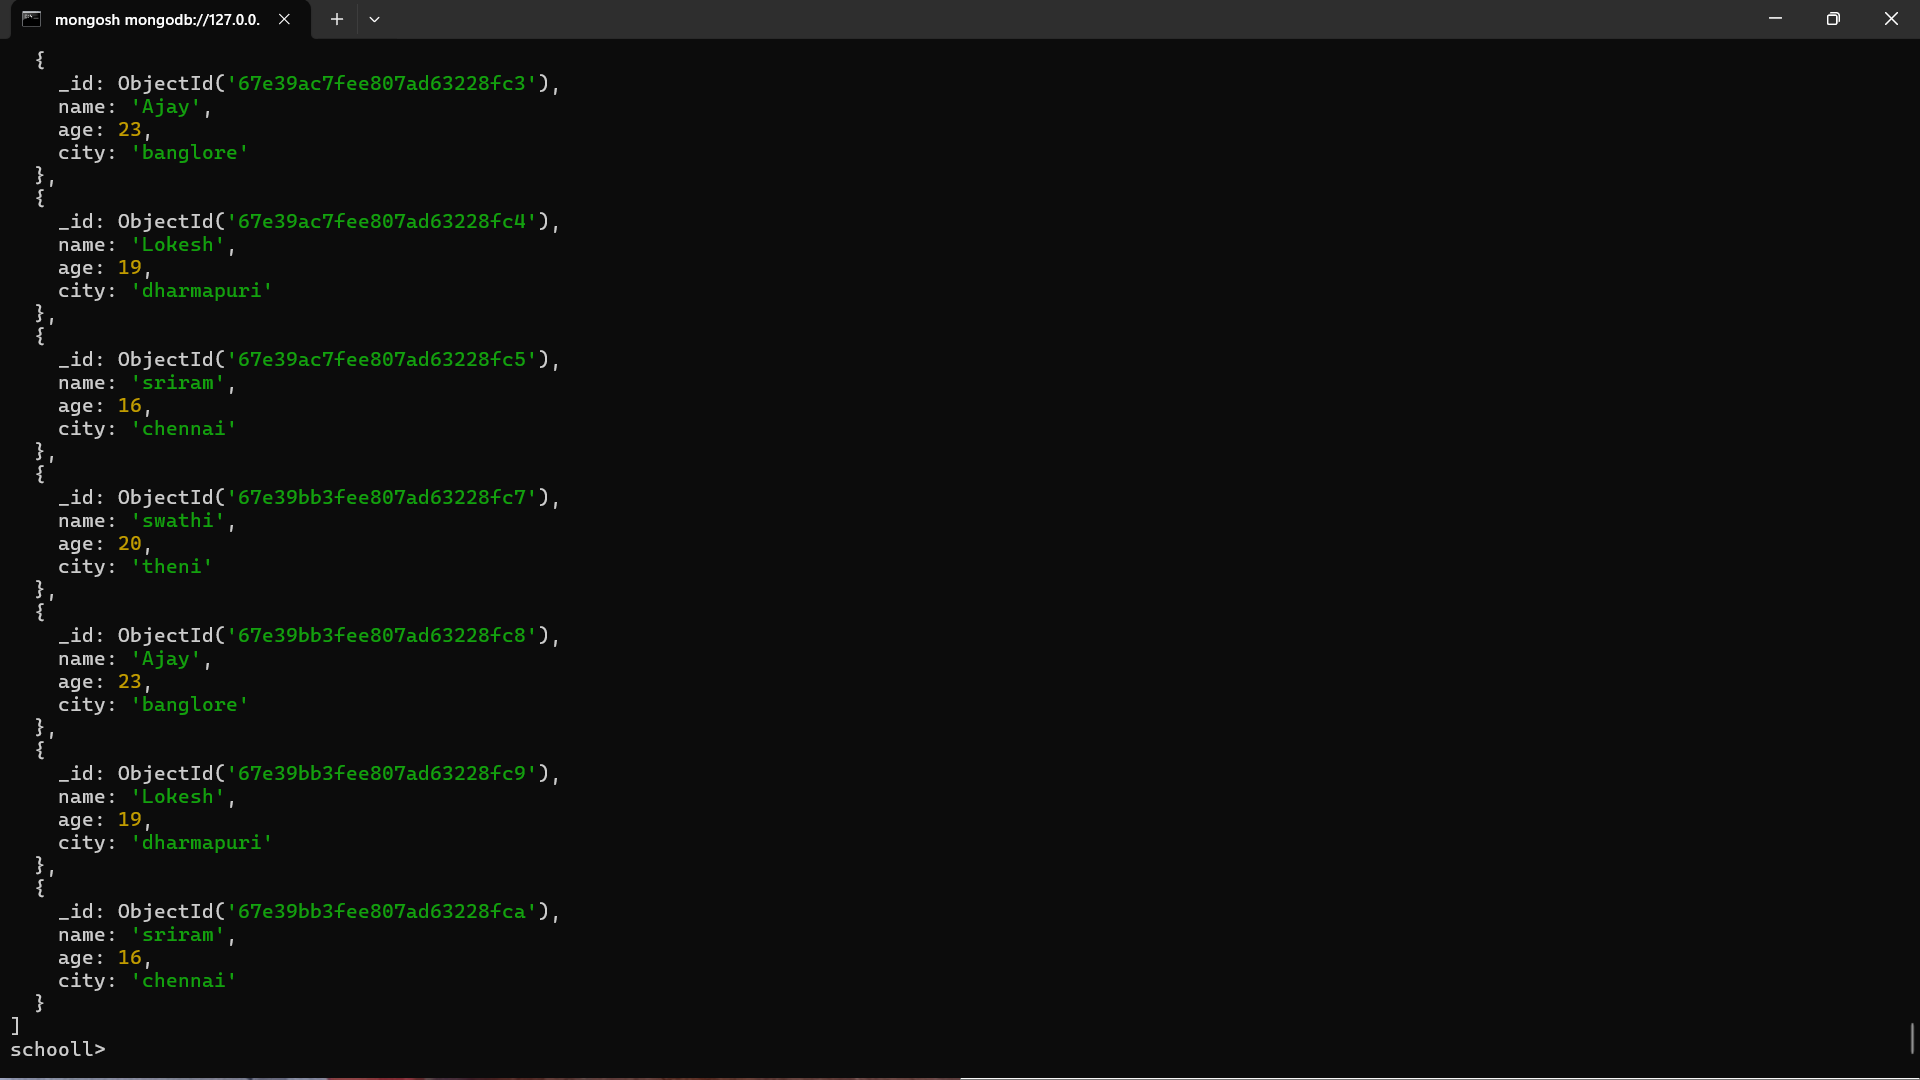 mongosh mongodb://127.0.0.
{
_id: ObjectId('67e39ac7fee807ad63228fc3'),
name: 'Ajay',
age: 23,
city: 'banglore'
},
{
_id: ObjectId('67e39ac7fee807ad63228fc4'),
name: 'Lokesh',
age: 19,
city: 'dharmapuri'
},
{
_id: ObjectId('67e39ac7fee807ad63228fc5'),
name: 'sriram',
age: 16,
city: 'chennai'
},
{
_id: ObjectId('67e39bb3fee807ad63228fc7'),
name: 'swathi',
age: 20,
city: 'theni'
},
{
_id: ObjectId('67e39bb3fee807ad63228fc8'),
name: 'Ajay',
age: 23,
city: 'banglore'
},
{
_id: ObjectId('67e39bb3fee807ad63228fc9'),
name: 'Lokesh',
age: 19,
city: 'dharmapuri'
},
{
_id: ObjectId('67e39bb3fee807ad63228fca'),
name: 'sriram',
age: 16,
city: 'chennai'
}
]
schooll>